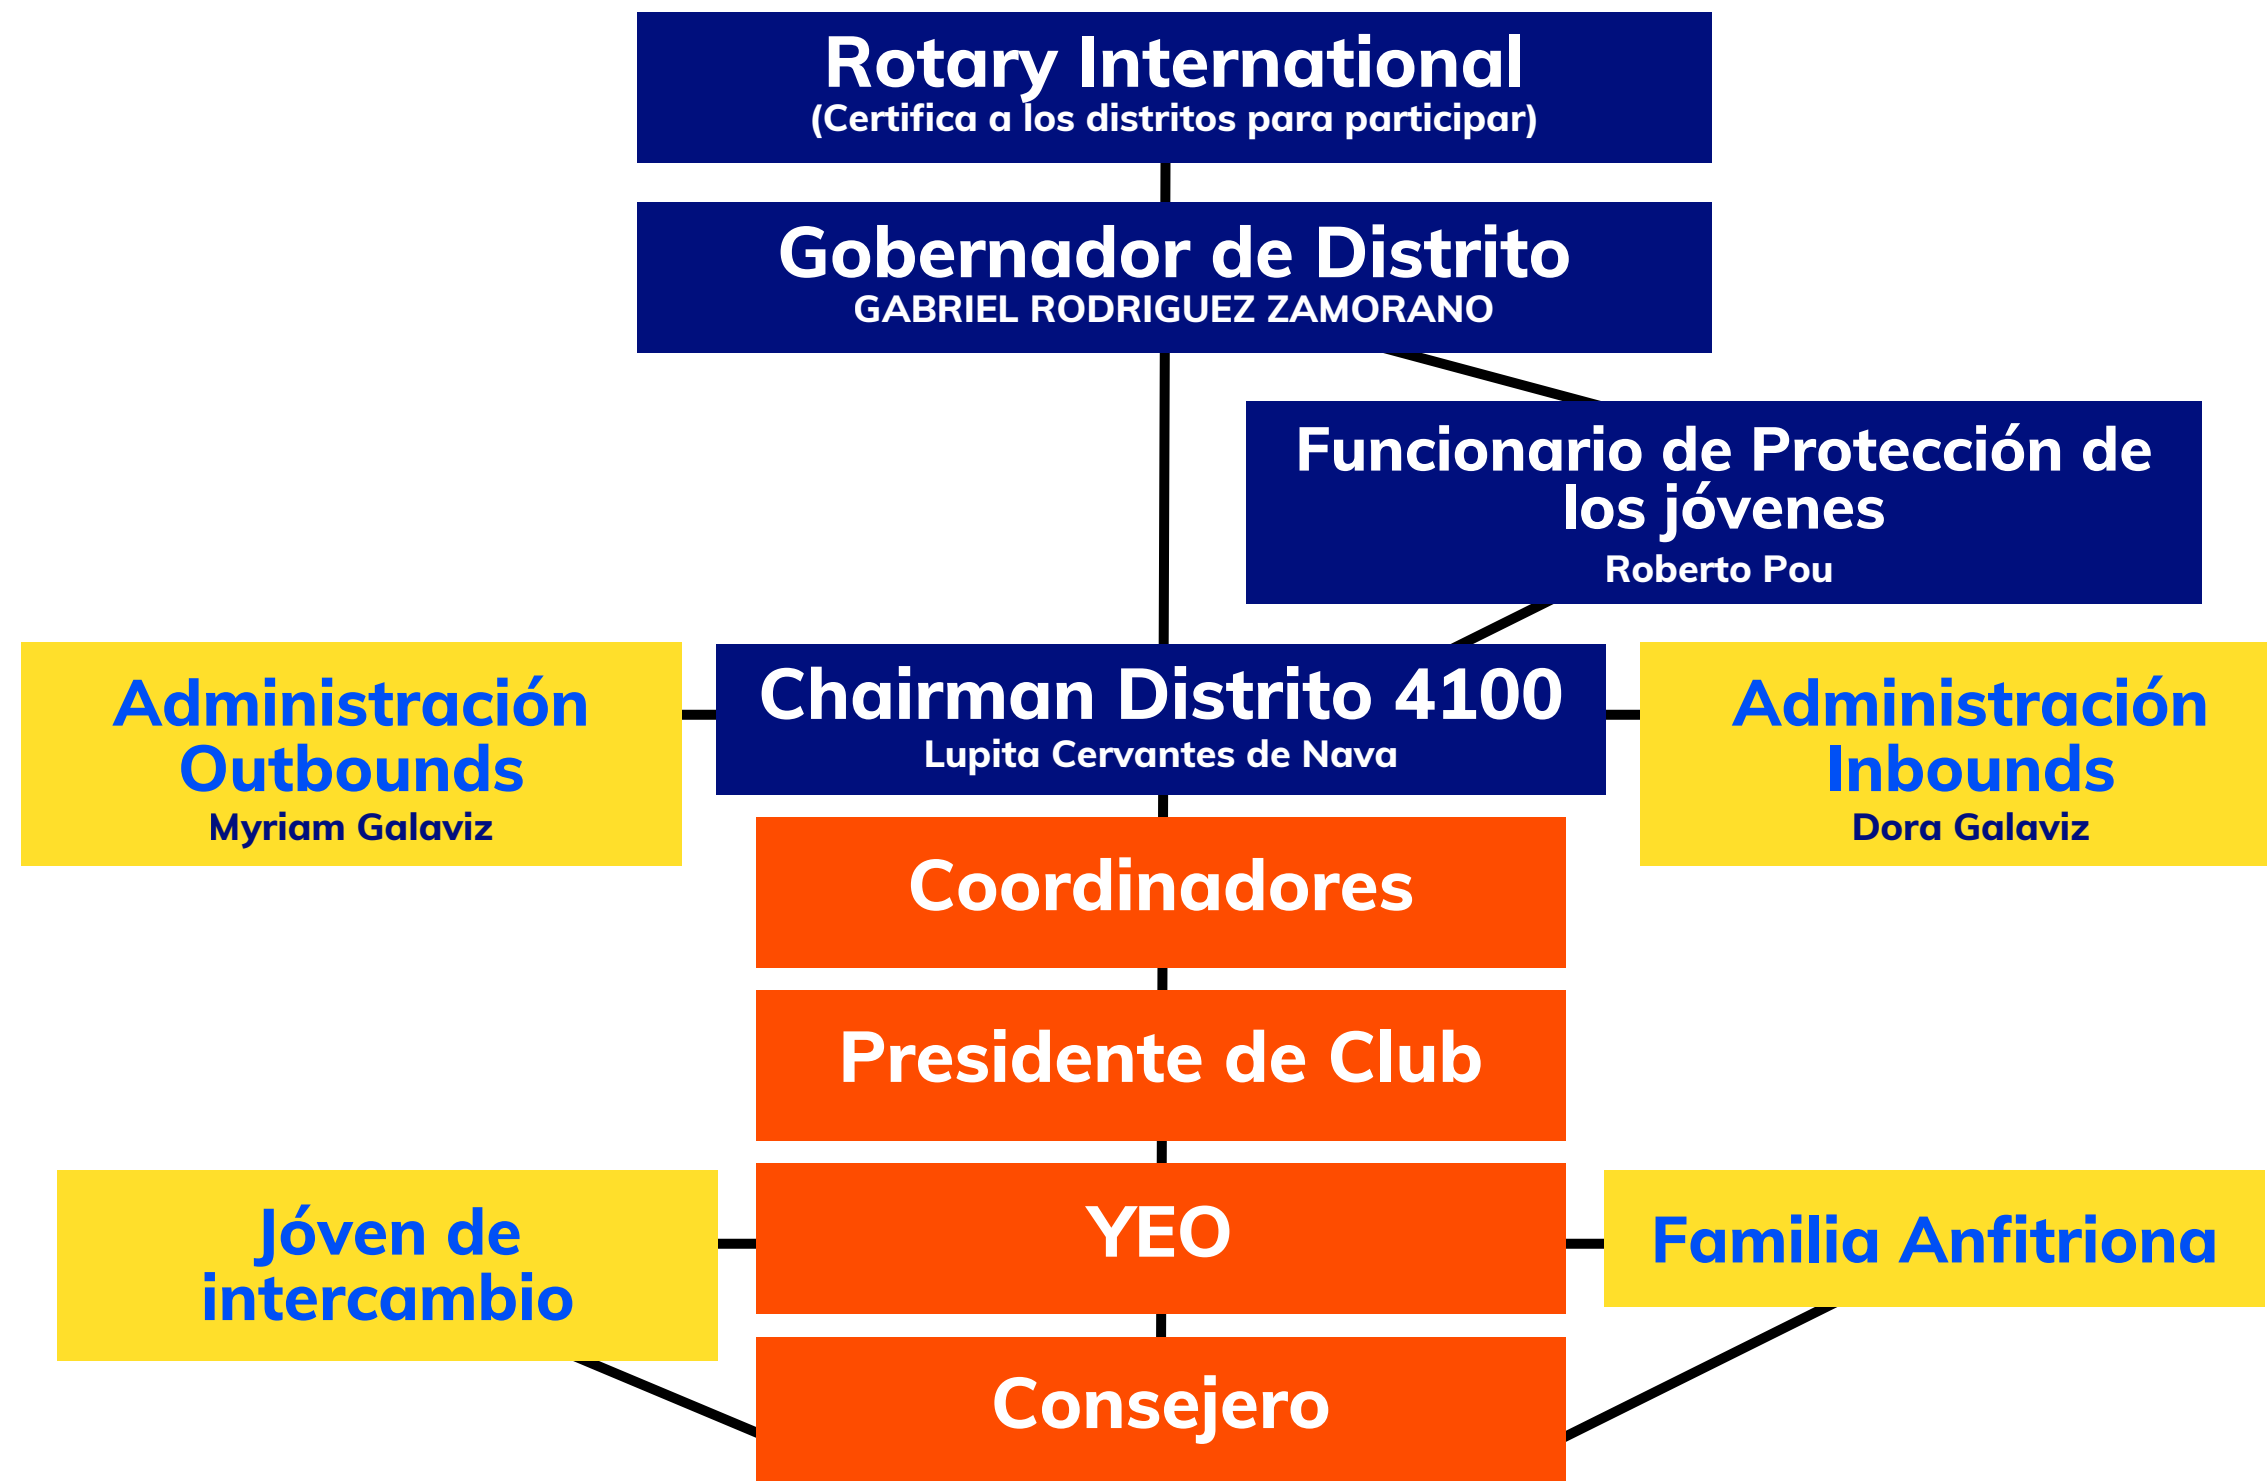 Rotary International
(Certifica a los distritos para participar)
Gobernador de Distrito
GABRIEL RODRIGUEZ ZAMORANO
Funcionario de Protección de
los jóvenes
Roberto Pou
Administración
Outbounds
Myriam Galaviz
Chairman Distrito 4100
Lupita Cervantes de Nava
Administración
Inbounds
Dora Galaviz
Coordinadores
Presidente de Club
Jóven de
intercambio
YEO
Familia Anfitriona
Consejero